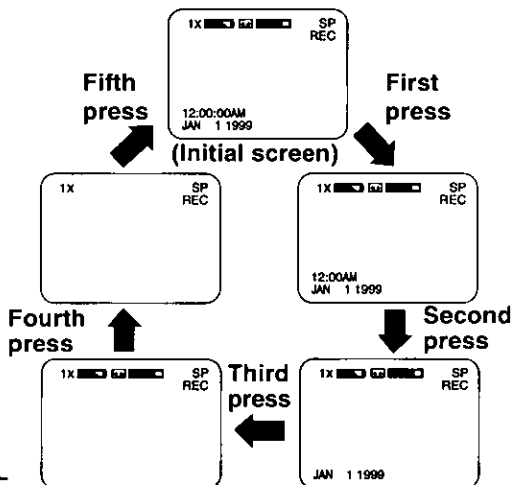 1X SP
REC
12:00:00AM
JAN 1 1999
(Initial screen)
First
press
1X SP
REC
12:00AM
JAN 1 1999
Second
press
1X SP
REC
JAN 1 1999
Third
press
1X SP
REC
Fourth
press
1X SP
REC
Fifth
press